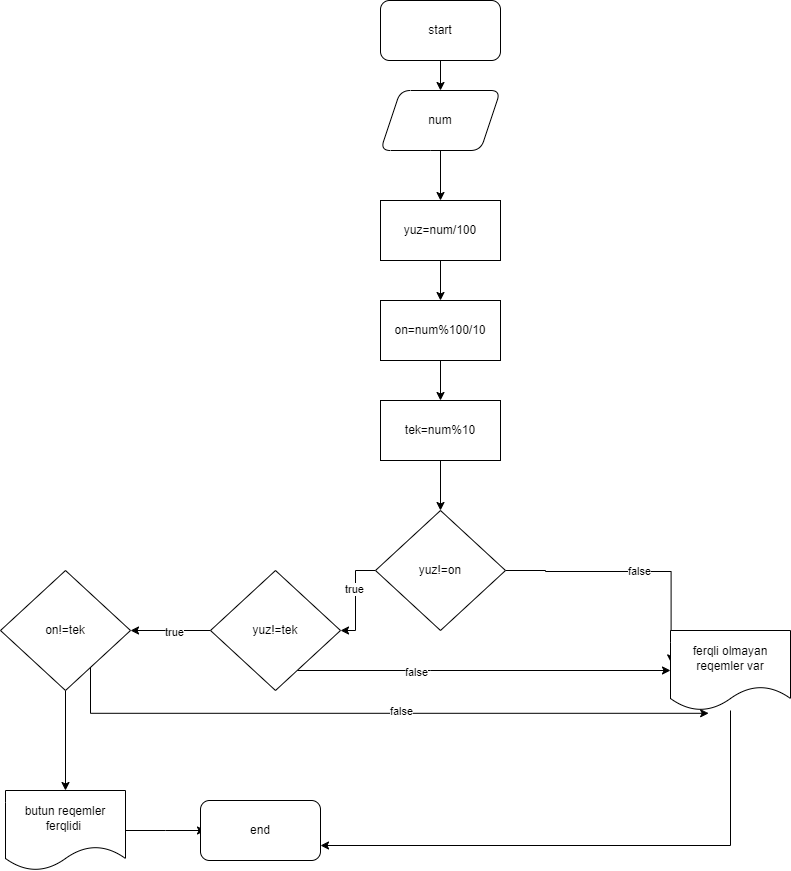 start
num
yuz=num/100
on=num%100/10
tek=num%10
yuz!=on
false
true
on!=tek
true
yuz!=tek
ferqli olmayan
reqemler var
false
false
butun reqemler
ferqlidi
end